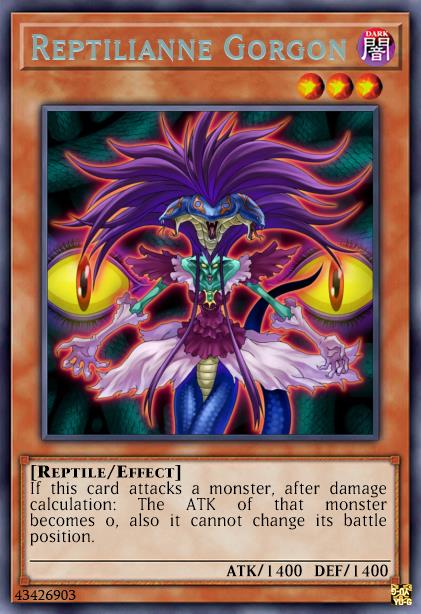 REPTILIANNE GORGON
DARK
闇
[REPTILE/EFFECT]
If this card attacks a monster, after damage
calculation: The ATK of that monster
becomes 0, also it cannot change its battle
position.
ATK/1400 DEF/1400
43426903